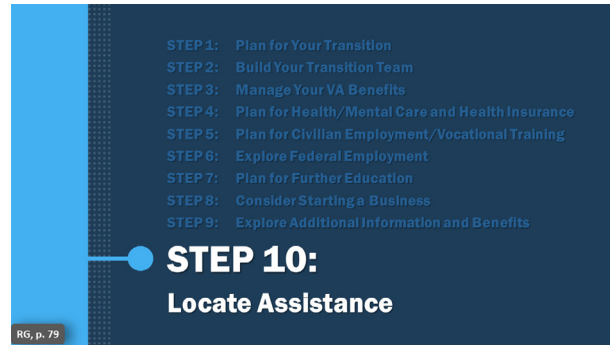 STEP 1: Plan for Your Transition
STEP 2: Build Your Transition Team
STEP 3: Manage Your VA Benefits
STEP 4: Plan for Health/Mental Care and Health Insurance
STEP 5: Plan for Civilian Employment/Vocational Training
STEP 6: Explore Federal Employment
STEP 7: Plan for Further Education
STEP 8: Consider Starting a Business
STEP 9: Explore Additional Information and Benefits
STEP 10:
Locate Assistance
RG, p. 79